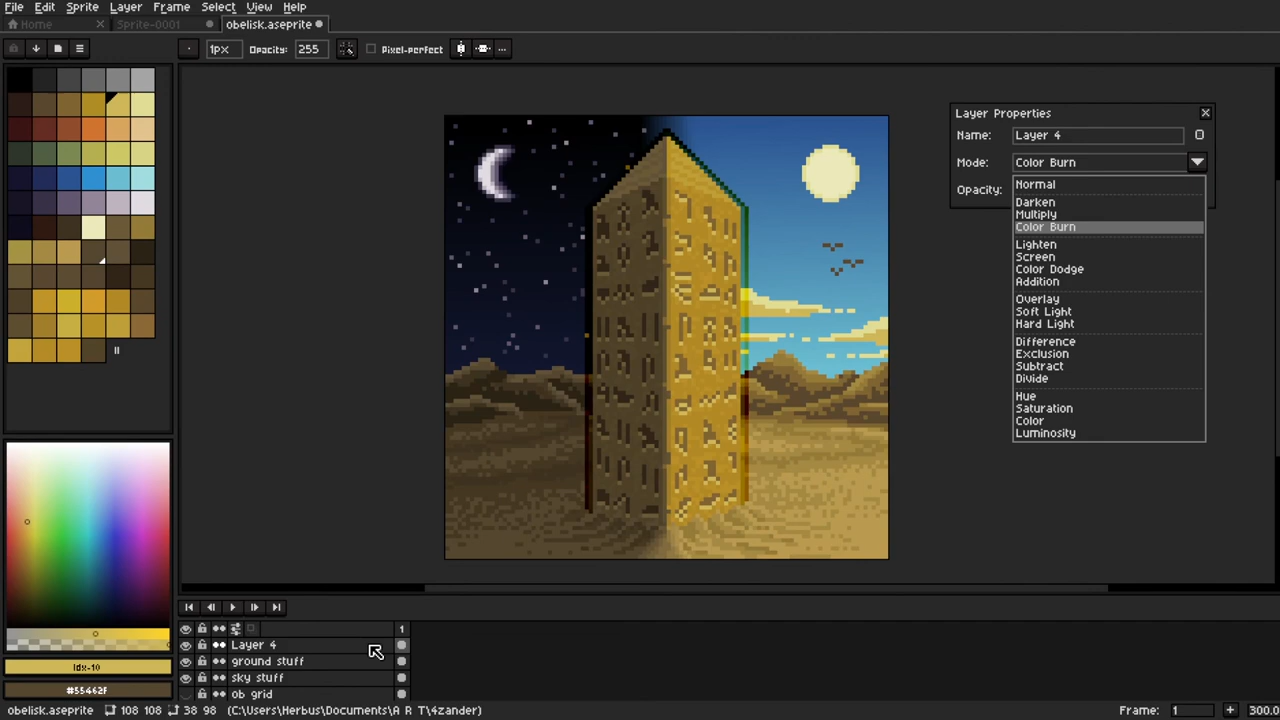 File Edit Sprite Layer Frame Select View Help
Home Sprite-0001 obelisk.aseprite
1px Opacity: 255 Pixel-perfect ...
Layer Properties
Name: Layer 4
Mode: Color Burn
Opacity:
Normal
Darken
Multiply
Color Burn
Lighten
Screen
Color Dodge
Addition
Overlay
Soft Light
Hard Light
Difference
Exclusion
Subtract
Divide
Hue
Saturation
Color
Luminosity
1
Layer 4
ground stuff
sky stuff
ob grid
Idx-10
#55462F
obelisk.aseprite 108 108 38 98 (C:\Users\Herbus\Documents\A R T\4zander) Frame: 1 + 300.0